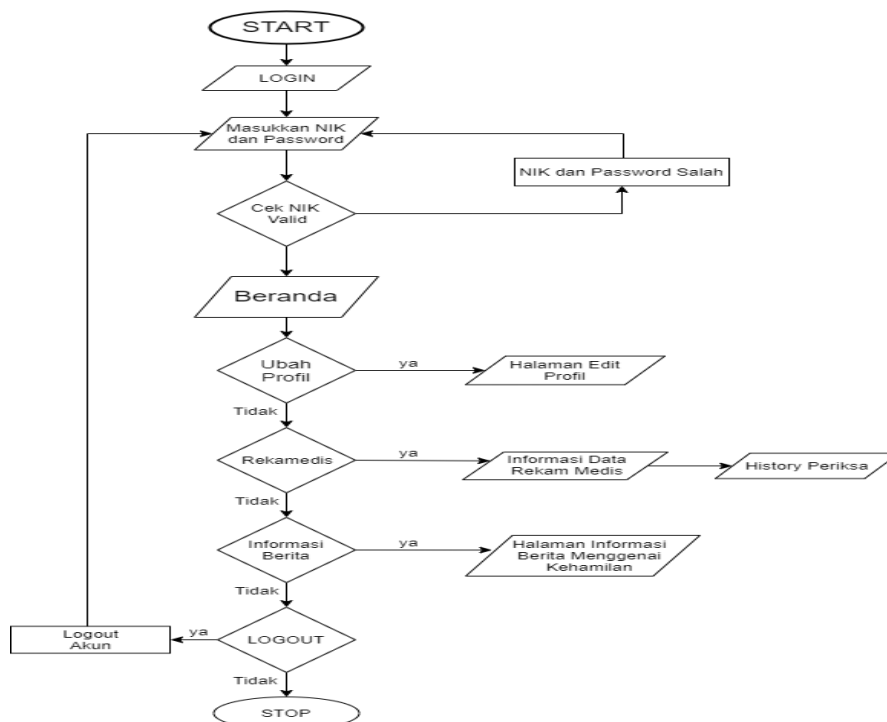 START
LOGIN
Masukkan NIK
dan Password
NIK dan Password Salah
Cek NIK
Valid
Beranda
Ubah
Profil
ya
Halaman Edit
Profil
Tidak
Rekamedis
ya
Informasi Data
Rekam Medis
History Periksa
Tidak
Informasi
Berita
ya
Halaman Informasi
Berita Menggenai
Kehamilan
Tidak
Logout
Akun
ya
LOGOUT
Tidak
STOP